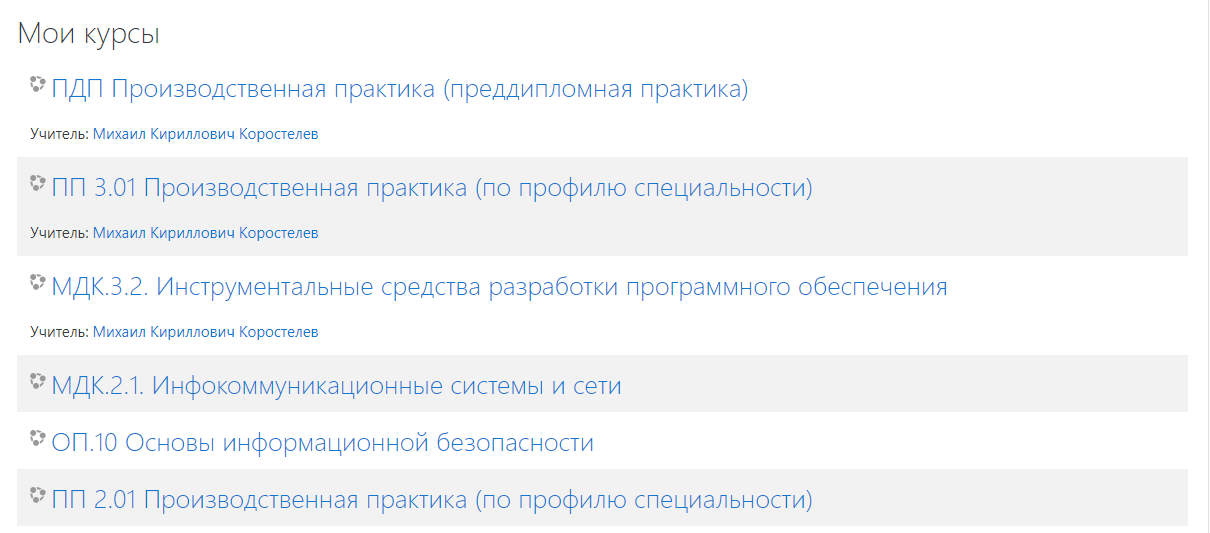 Мои курсы
ПДП Производственная практика (преддипломная практика)
Учитель: Михаил Кириллович Коростелев
ПП 3.01 Производственная практика (по профилю специальности)
Учитель: Михаил Кириллович Коростелев
МДК.3.2. Инструментальные средства разработки программного обеспечения
Учитель: Михаил Кириллович Коростелев
МДК.2.1. Инфокоммуникационные системы и сети
ОП.10 Основы информационной безопасности
ПП 2.01 Производственная практика (по профилю специальности)